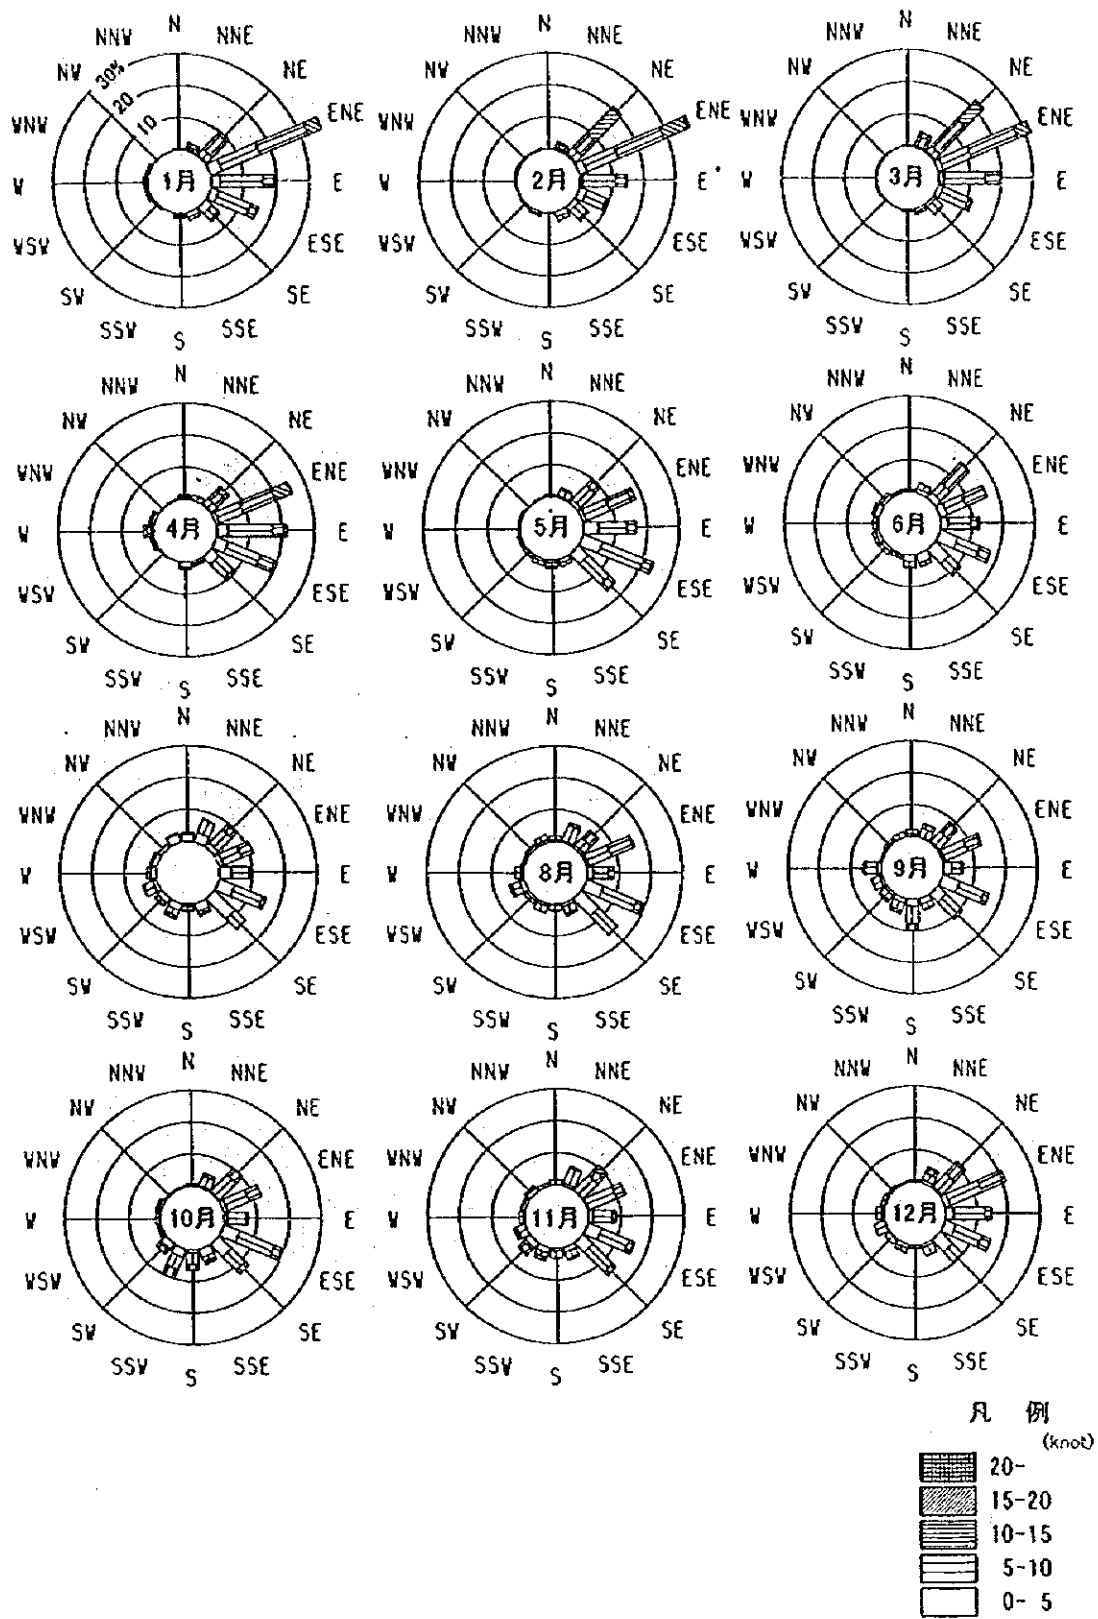 N
NNW NNE
NW NE
30%
20
10
WNW ENE
1月
W E
WSW ESE
SW SE
SSW SSE
S
N
NNW NNE
NW NE
WNW ENE
2月
W E
WSW ESE
SW SE
SSW SSE
S
N
NNW NNE
NW NE
WNW ENE
3月
W E
WSW ESE
SW SE
SSW SSE
S
N
NNW NNE
NW NE
WNW ENE
4月
W E
WSW ESE
SW SE
SSW SSE
S
N
NNW NNE
NW NE
WNW ENE
5月
W E
WSW ESE
SW SE
SSW SSE
S
N
NNW NNE
NW NE
WNW ENE
6月
W E
WSW ESE
SW SE
SSW SSE
S
N
NNW NNE
NW NE
WNW ENE
W E
WSW ESE
SW SE
SSW SSE
S
N
NNW NNE
NW NE
WNW ENE
8月
W E
WSW ESE
SW SE
SSW SSE
S
N
NNW NNE
NW NE
WNW ENE
9月
W E
WSW ESE
SW SE
SSW SSE
S
N
NNW NNE
NW NE
WNW ENE
10月
W E
WSW ESE
SW SE
SSW SSE
S
N
NNW NNE
NW NE
WNW ENE
11月
W E
WSW ESE
SW SE
SSW SSE
S
N
NNW NNE
NW NE
WNW ENE
12月
W E
WSW ESE
SW SE
SSW SSE
S
凡 例
(knot)
20-
15-20
10-15
5-10
0- 5